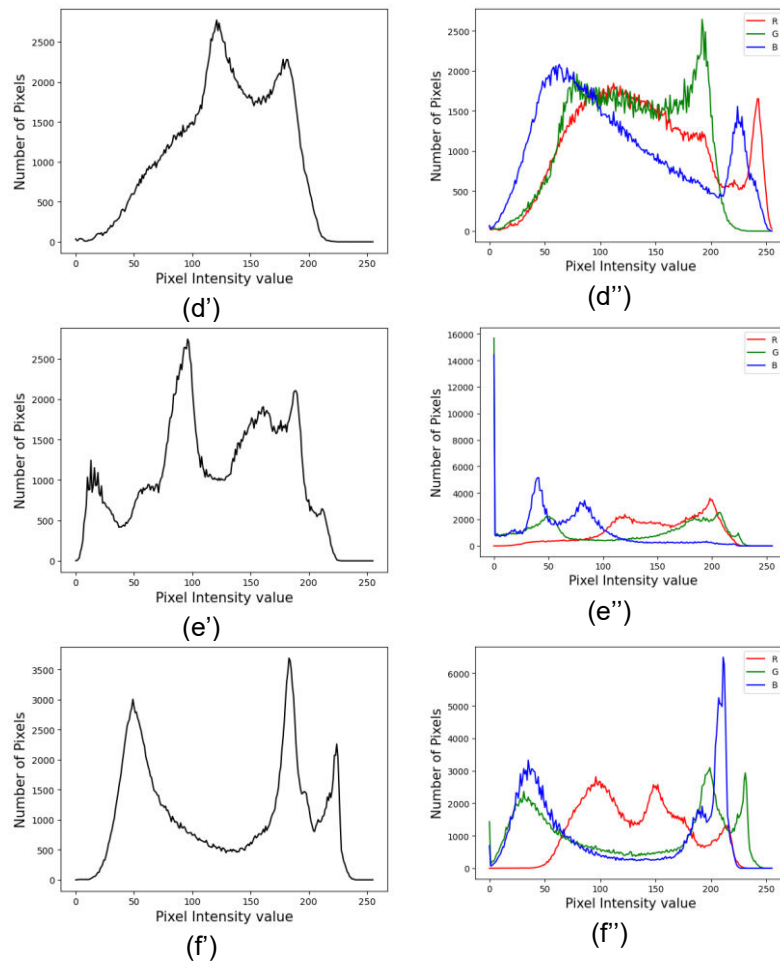 2500
2000
1500
1000
500
0
0 50 100 150 200 250
Number of Pixels
Pixel Intensity value
(d’)
2500
2000
1500
1000
500
0
0 50 100 150 200 250
Number of Pixels
Pixel Intensity value
R
G
B
(d’’)
2500
2000
1500
1000
500
0
0 50 100 150 200 250
Number of Pixels
Pixel Intensity value
(e’)
16000
14000
12000
10000
8000
6000
4000
2000
0
0 50 100 150 200 250
Number of Pixels
Pixel Intensity value
R
G
B
(e’’)
3500
3000
2500
2000
1500
1000
500
0
0 50 100 150 200 250
Number of Pixels
Pixel Intensity value
(f’)
6000
5000
4000
3000
2000
1000
0
0 50 100 150 200 250
Number of Pixels
Pixel Intensity value
R
G
B
(f’’)